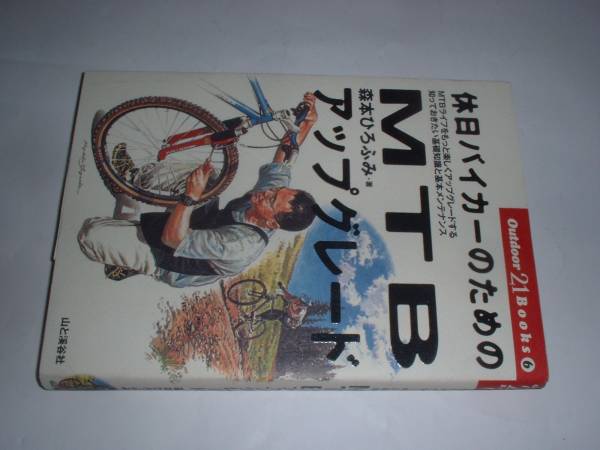 Outdoor 21 Books 6
休日バイカーのための
MTBライフをもっと楽しくアップグレードする
知っておきたい基礎知識と基本メンテナンス
MTB
アップグレード
森本ひろふみ・著
山と溪谷社